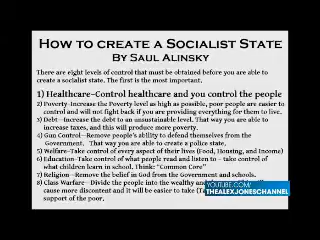 How to create a Socialist State
By Saul Alinsky
There are eight levels of control that must be obtained before you are able to
create a socialist state. The first is the most important.
1) Healthcare–Control healthcare and you control the people
2) Poverty–Increase the Poverty level as high as possible, poor people are easier to
control and will not fight back if you are providing everything for them to live.
3) Debt –Increase the debt to an unsustainable level. That way you are able to
increase taxes, and this will produce more poverty.
4) Gun Control–Remove people's ability to defend themselves from the
Government. That way you are able to create a police state.
5) Welfare–Take control of every aspect of their lives (Food, Housing, and Income)
6) Education–Take control of what people read and listen to – take control of
what children learn in school. Think: "Common Core"
7) Religion–Remove the belief in God from the Government and schools.
8) Class Warfare–Divide the people into the wealthy an
cause more discontent and it will be easier to take
support of the poor.
YOUTUBE.COM/
THEALEXJONESCHANNEL